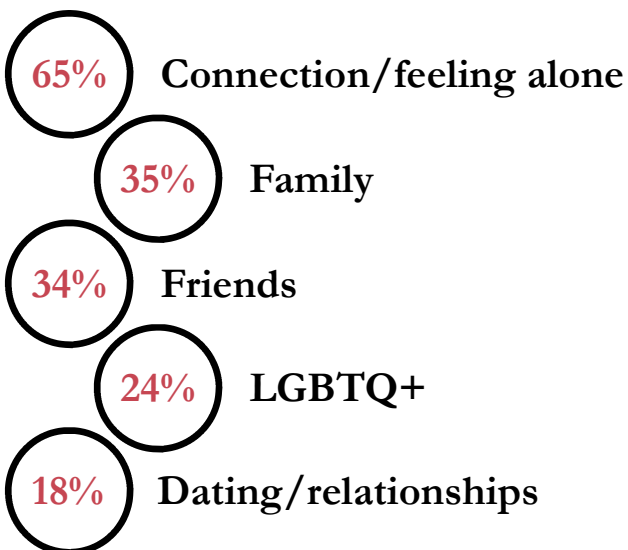 65% Connection/feeling alone
35% Family
34% Friends
24% LGBTQ+
18% Dating/relationships